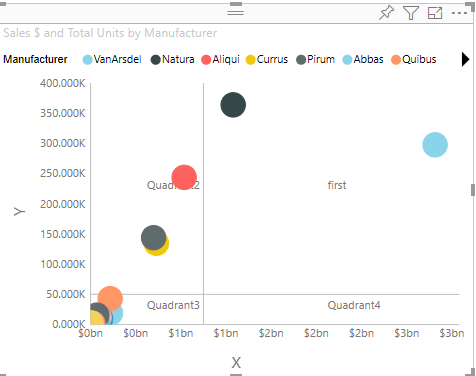 Sales $ and Total Units by Manufacturer
Manufacturer VanArsdel Natura Aliqui Currus Pirum Abbas Quibus
400.000K
350.000K
300.000K
250.000K
200.000K
150.000K
100.000K
50.000K
0.000K
Y
Quadrant2
first
Quadrant3
Quadrant4
$0bn $0bn $1bn $1bn $2bn $2bn $2bn $3bn $3bn
X